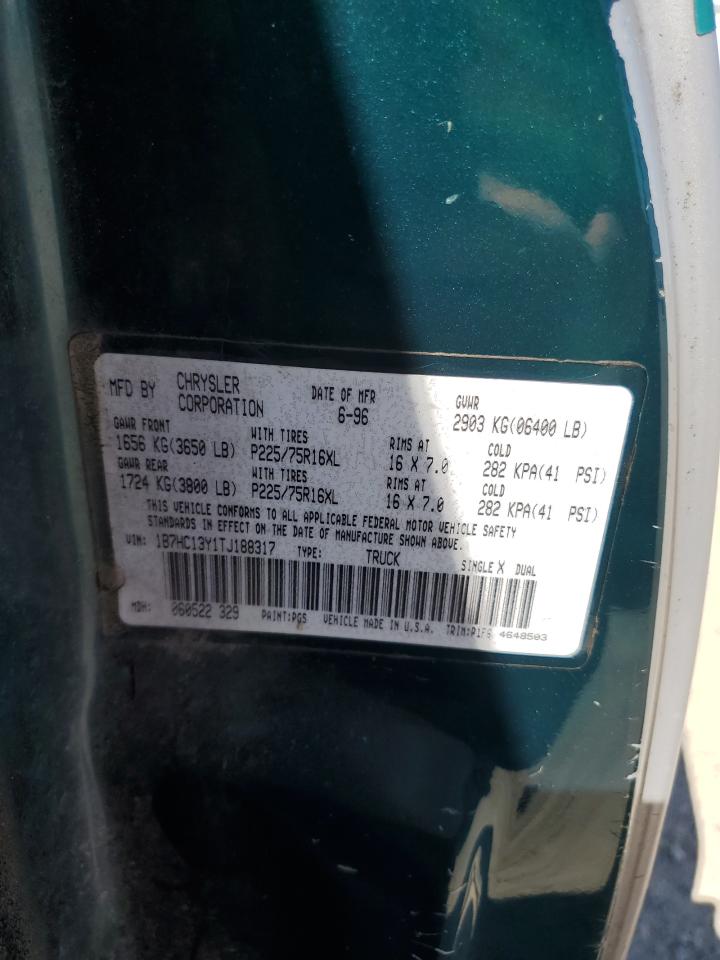 MFD BY CHRYSLER CORPORATION DATE OF MFR 6-96 GVWR 2903 KG(06400 LB)
GAWR FRONT WITH TIRES RIMS AT COLD
1656 KG(3650 LB) P225/75R16XL 16 X 7.0 282 KPA(41 PSI)
GAWR REAR WITH TIRES RIMS AT COLD
1724 KG(3800 LB) P225/75R16XL 16 X 7.0 282 KPA(41 PSI)
THIS VEHICLE CONFORMS TO ALL APPLICABLE FEDERAL MOTOR VEHICLE SAFETY
STANDARDS IN EFFECT ON THE DATE OF MANUFACTURE SHOWN ABOVE.
VIN: 1B7HC13Y1TJ188317 TYPE: TRUCK SINGLE X DUAL
MDH: 060522 329 PAINT:PGS VEHICLE MADE IN U.S.A. TRIM:P1F6 4648503